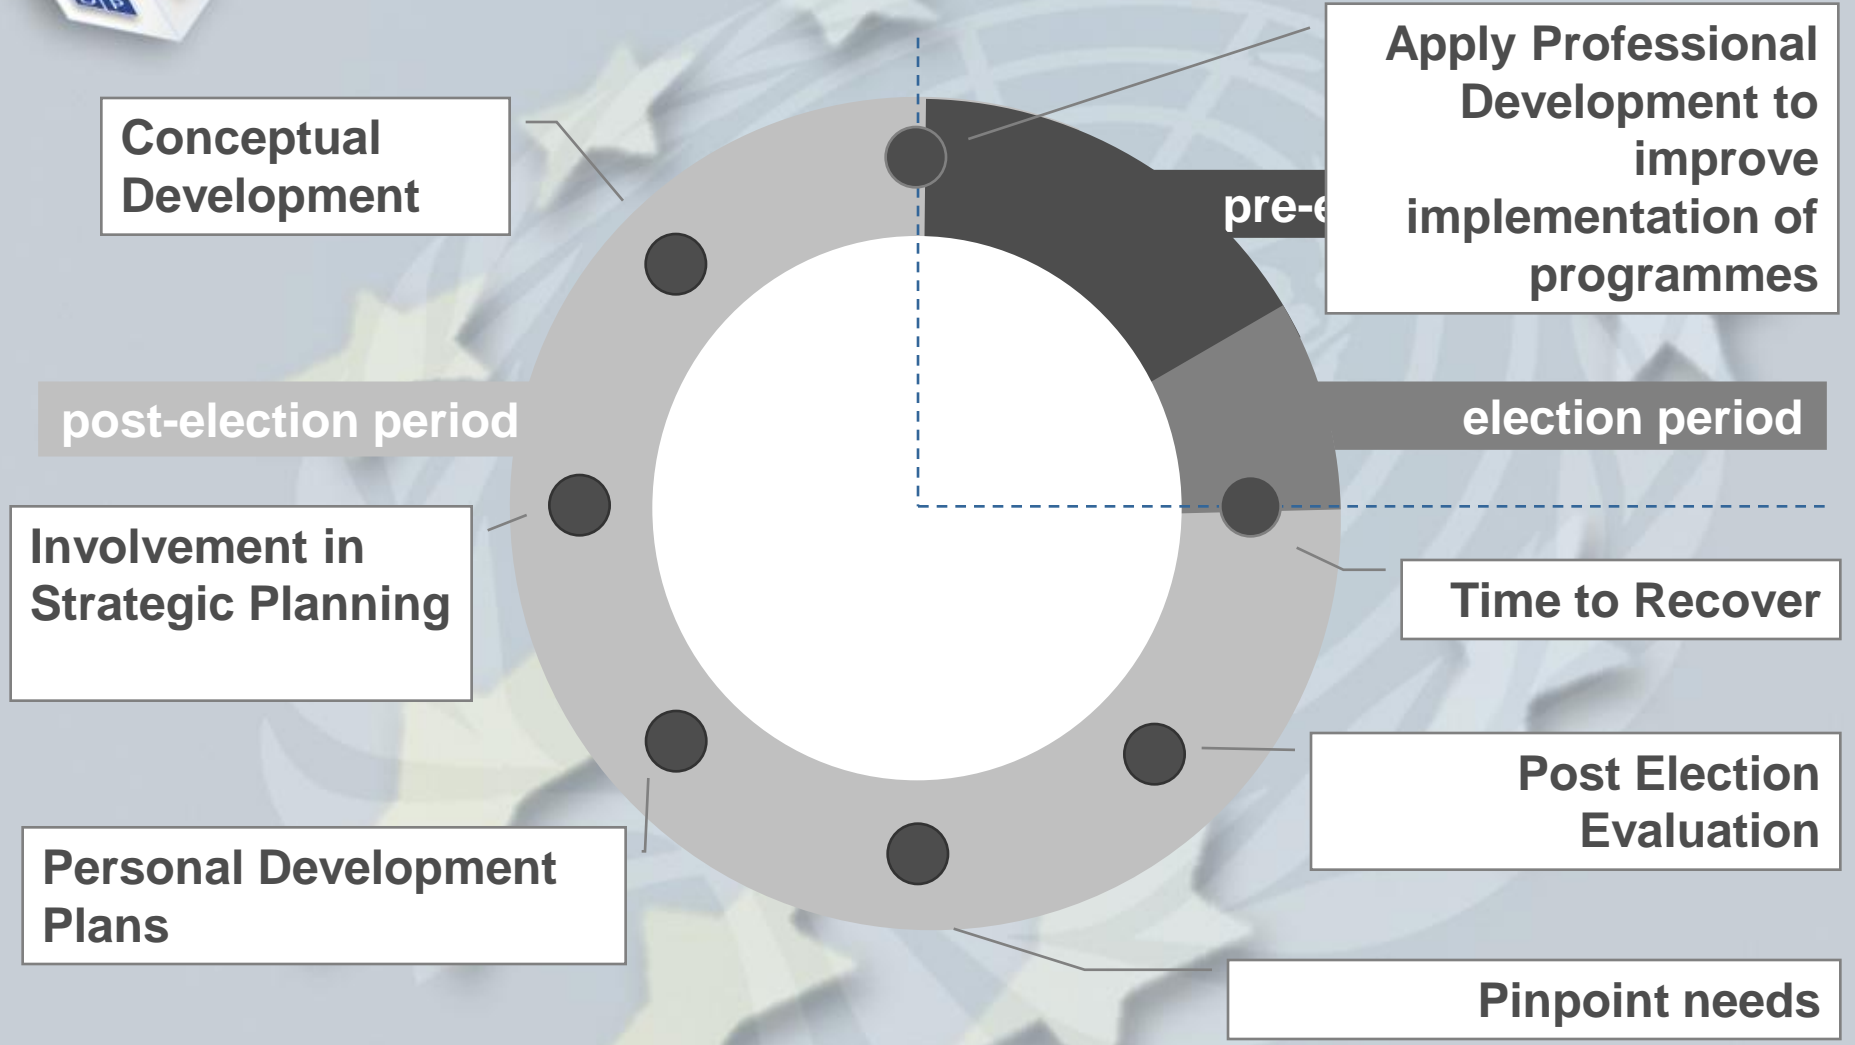 Apply Professional
Development to
improve
implementation of
programmes
Conceptual
Development
pre-e
post-election period
election period
Involvement in
Strategic Planning
Time to Recover
Post Election
Evaluation
Personal Development
Plans
Pinpoint needs